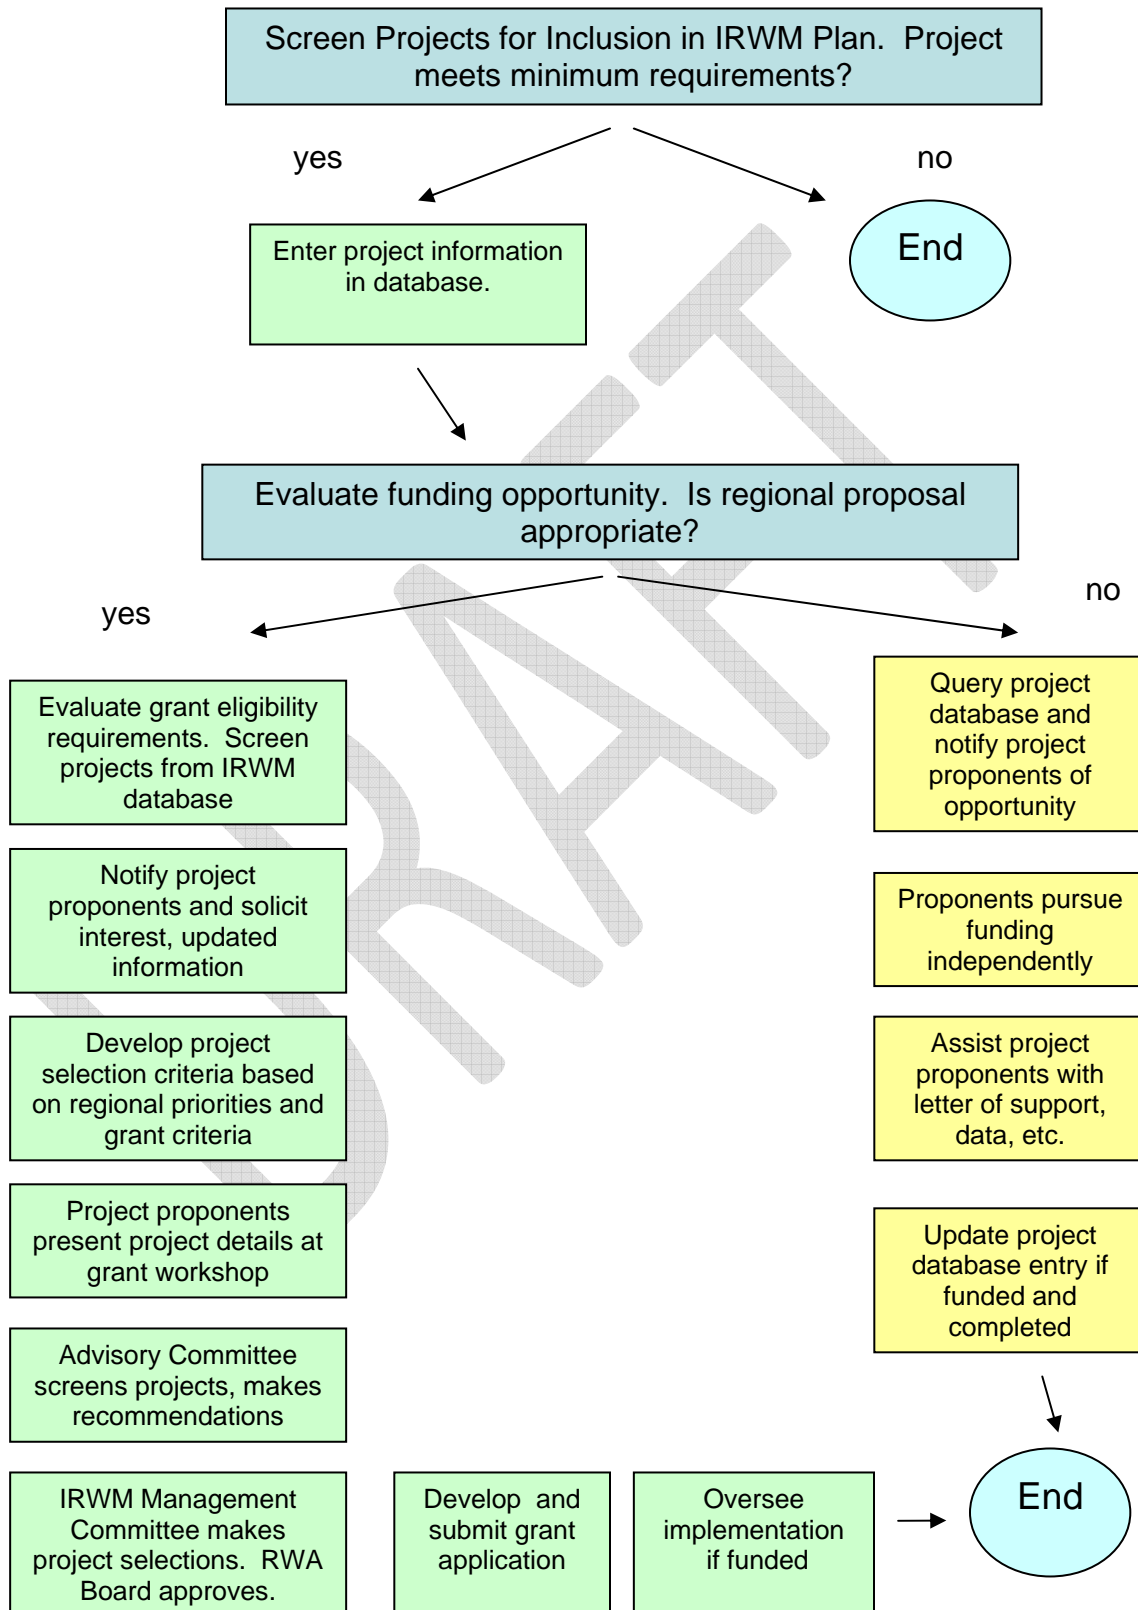 Screen Projects for Inclusion in IRWM Plan.  Project
meets minimum requirements?
yes
no
Enter project information
in database.
End
Evaluate funding opportunity.  Is regional proposal
appropriate?
yes
no
Evaluate grant eligibility
requirements.  Screen
projects from IRWM
database
Notify project
proponents and solicit
interest, updated
information
Develop project
selection criteria based
on regional priorities and
grant criteria
Project proponents
present project details at
grant workshop
Advisory Committee
screens projects, makes
recommendations
IRWM Management
Committee makes
project selections.  RWA
Board approves.
Develop  and
submit grant
application
Oversee
implementation
if funded
Query project
database and
notify project
proponents of
opportunity
Proponents pursue
funding
independently
Assist project
proponents with
letter of support,
data, etc.
Update project
database entry if
funded and
completed
End
DRAFT